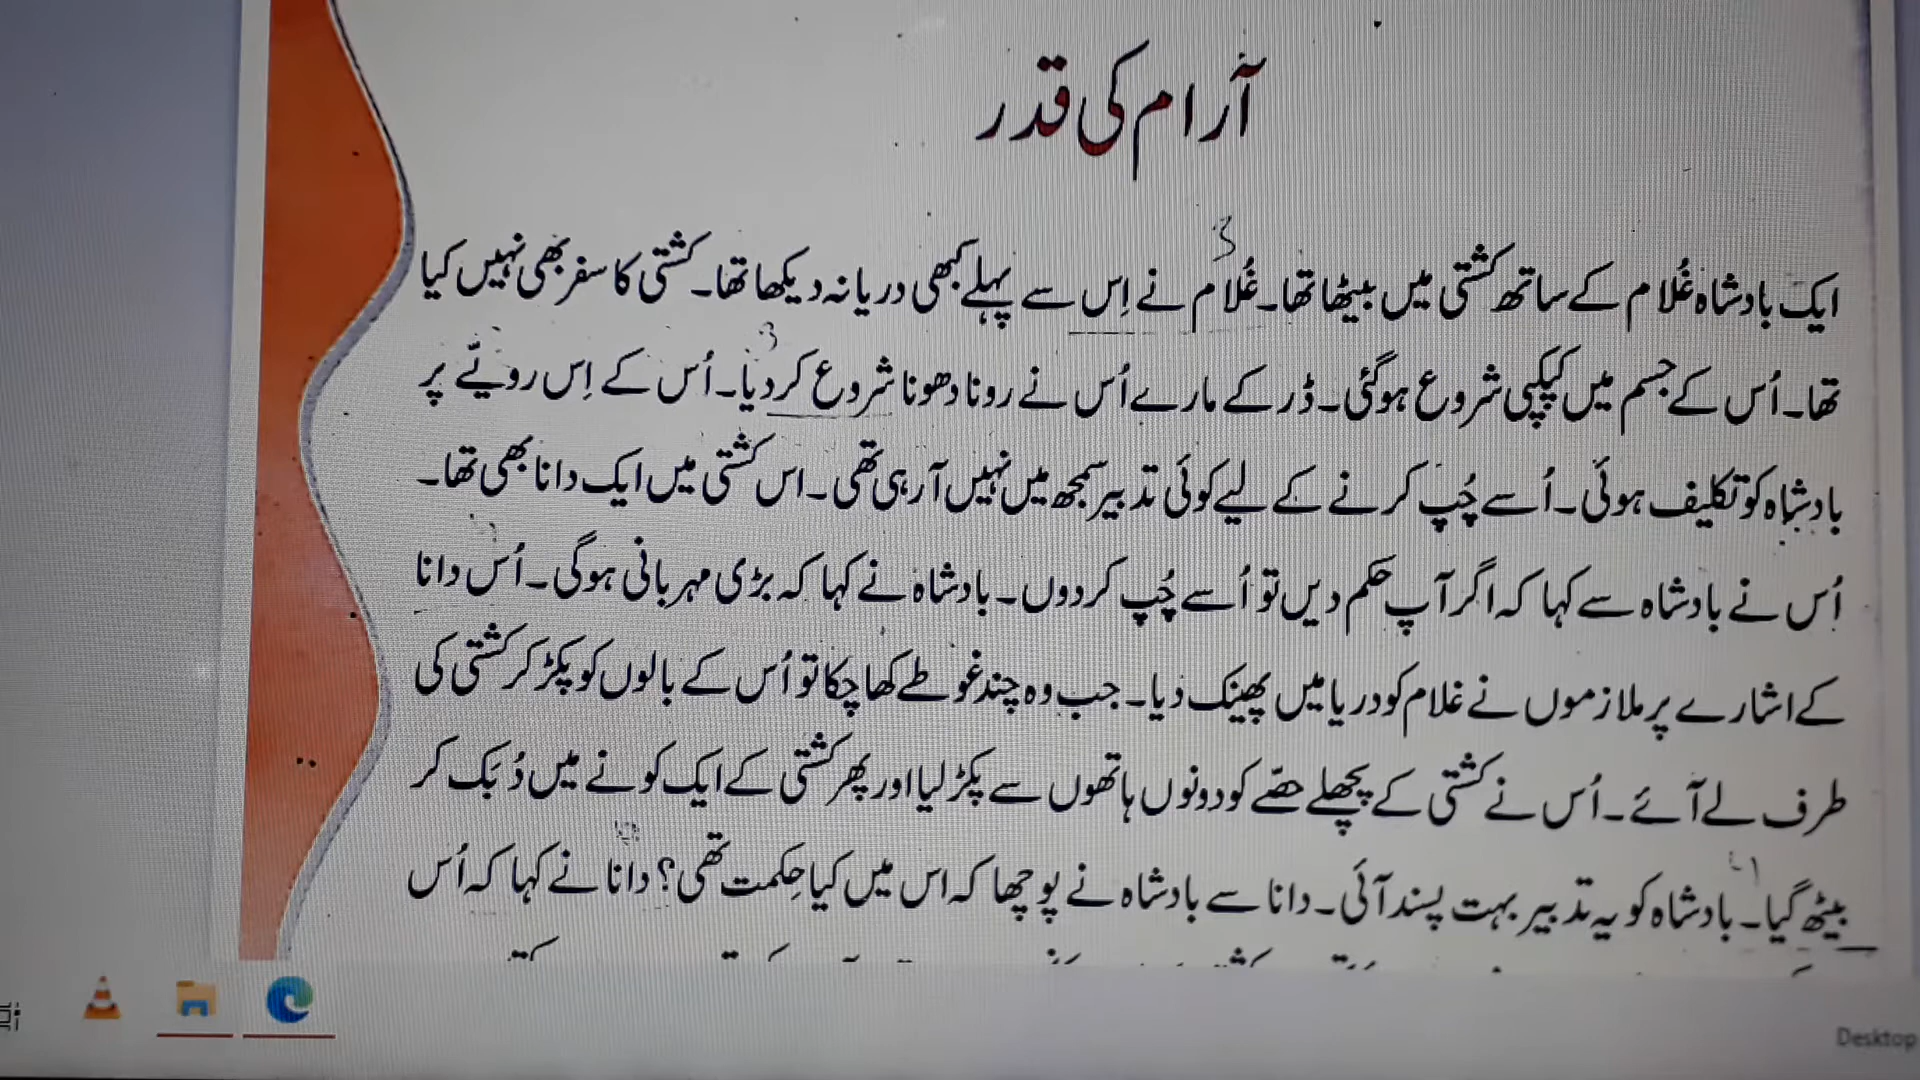 آرام کی قدر
ایک بادشاہ غُلام کے ساتھ کشتی میں بیٹھا تھا۔ غُلام نے اِس سے پہلے کبھی دریا نہ دیکھا تھا۔ کشتی کا سفر بھی نہیں کیا
تھا۔ اُس کے جسم میں کپکپی شروع ہوگئی۔ ڈر کے مارے اُس نے رونا دھونا شروع کردیا۔ اُس کے اِس رویّے پر
بادشاہ کو تکلیف ہوئی۔ اُسے چُپ کرنے کے لیے کوئی تدبیر سمجھ میں نہیں آرہی تھی۔ اس کشتی میں ایک دانا بھی تھا۔
اُس نے بادشاہ سے کہا کہ اگر آپ حکم دیں تو اُسے چُپ کردوں۔ بادشاہ نے کہا کہ بڑی مہربانی ہوگی۔ اُس دانا
کے اشارے پر ملازموں نے غلام کو دریا میں پھینک دیا۔ جب وہ چند غوطے کھا چکا تو اُس کے بالوں کو پکڑ کر کشتی کی
طرف لے آئے۔ اُس نے کشتی کے پچھلے حصّے کو دونوں ہاتھوں سے پکڑ لیا اور پھر کشتی کے ایک کونے میں دُبَک کر
بیٹھ گیا۔ بادشاہ کو یہ تدبیر بہت پسند آئی۔ دانا سے بادشاہ نے پوچھا کہ اس میں کیا حِکمت تھی؟ دانا نے کہا کہ اُس
Desktop